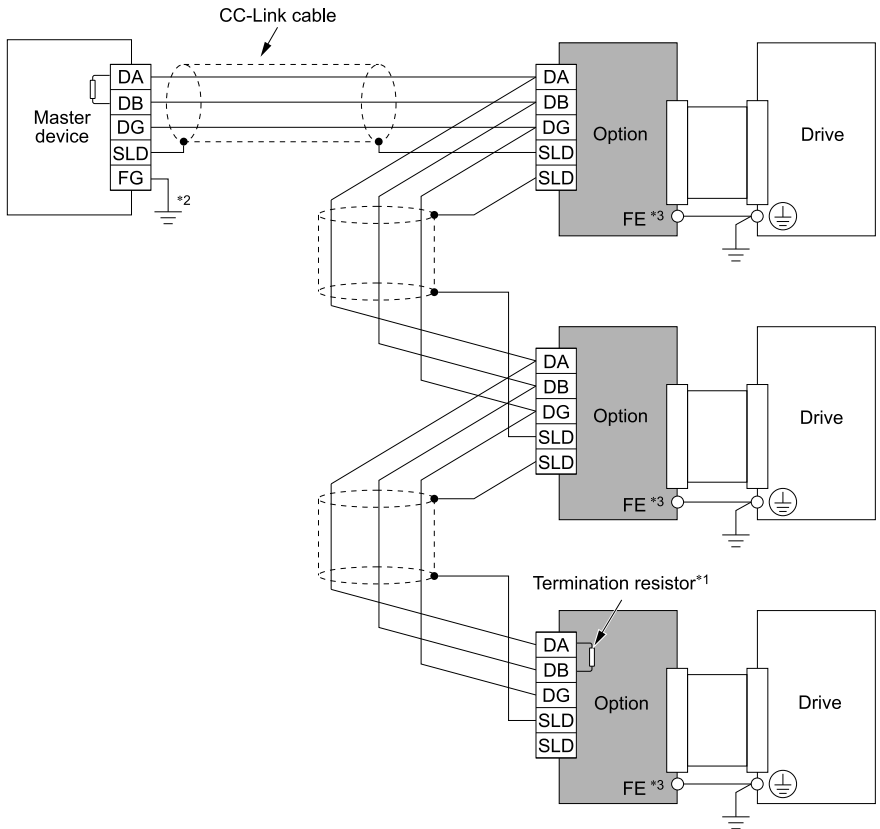 CC-Link cable
Master
device
DA
DB
DG
SLD
FG
*2
DA
DB
DG
SLD
SLD
Option
FE *3
Drive
DA
DB
DG
SLD
SLD
Option
FE *3
Drive
Termination resistor*1
DA
DB
DG
SLD
SLD
Option
FE *3
Drive